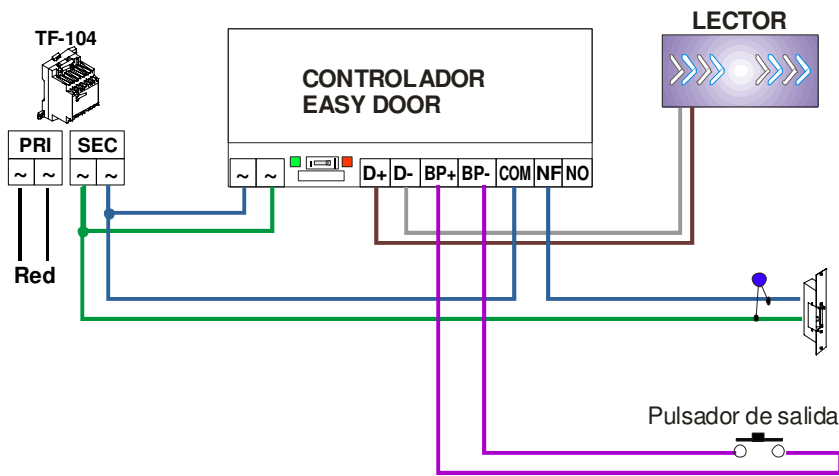 LECTOR
TF-104
CONTROLADOR
EASY DOOR
PRI SEC
~ ~ ~ ~
~ ~ D+ D- BP+ BP- COM NF NO
Red
Pulsador de salida